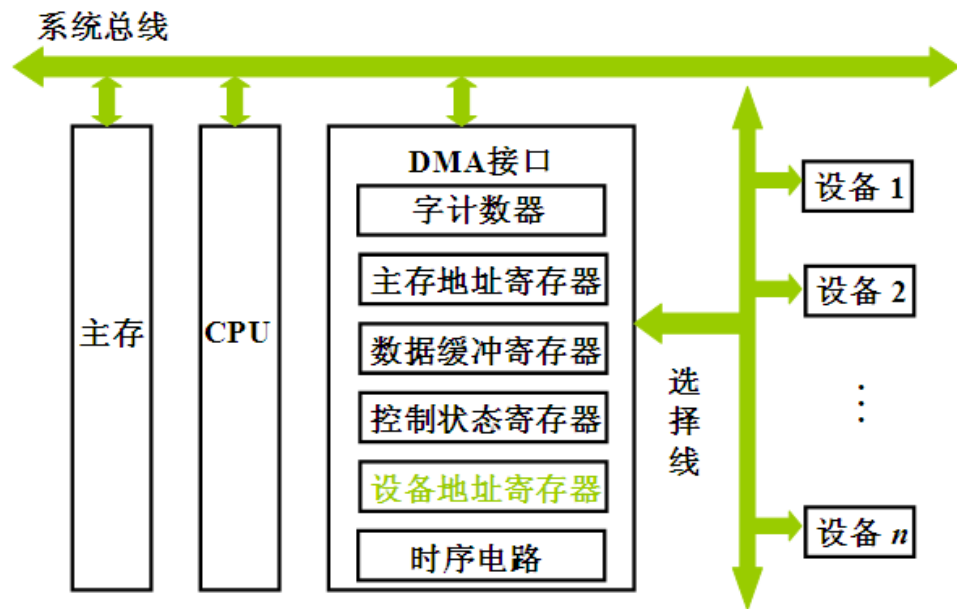 系统总线
主存
CPU
DMA接口
字计数器
主存地址寄存器
数据缓冲寄存器
控制状态寄存器
设备地址寄存器
时序电路
选择线
设备 1
设备 2
⋮
设备 n